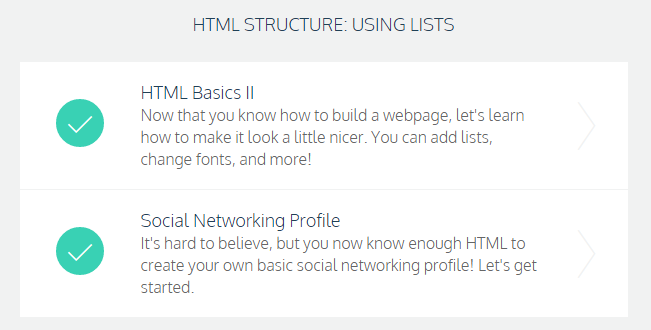 HTML STRUCTURE: USING LISTS
HTML Basics II
Now that you know how to build a webpage, let's learn
how to make it look a little nicer. You can add lists,
change fonts, and more!
Social Networking Profile
It's hard to believe, but you now know enough HTML to
create your own basic social networking profile! Let's get
started.